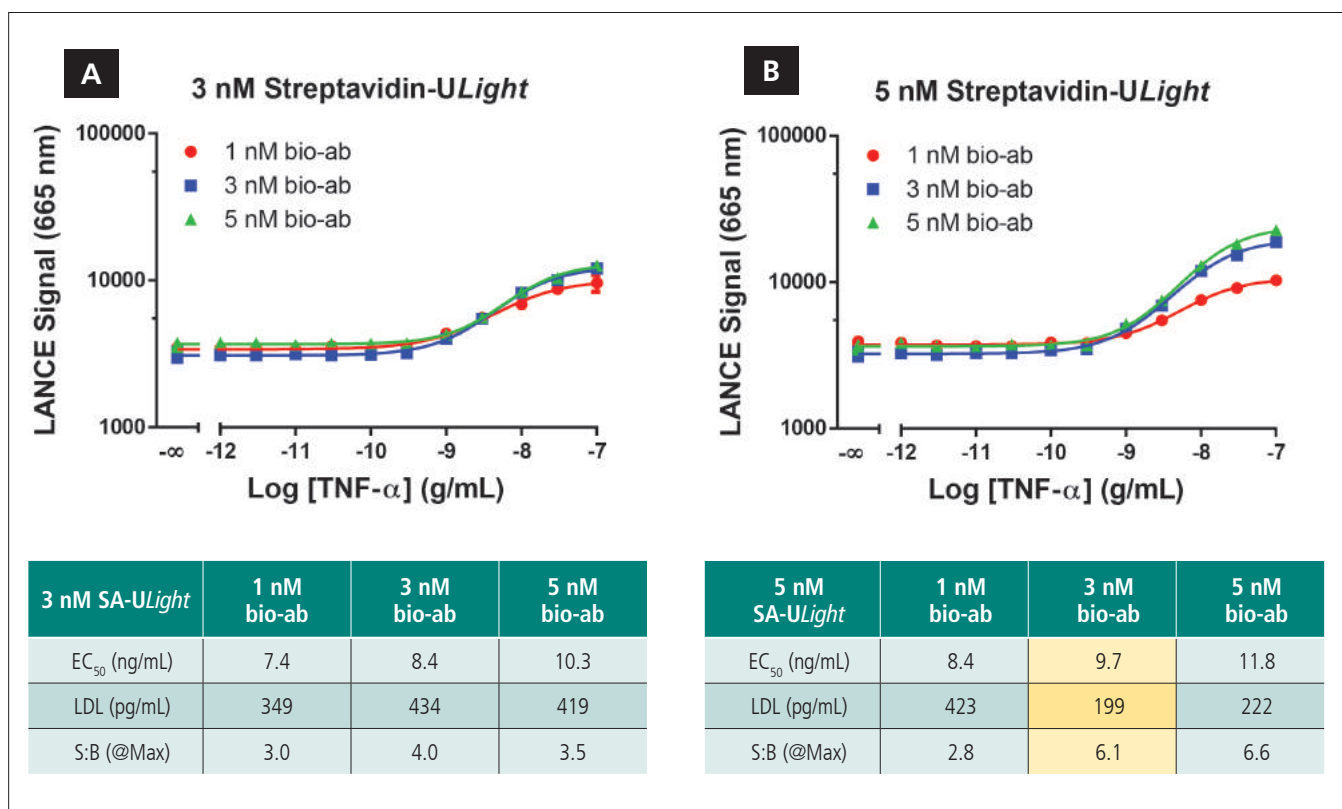 A
3 nM Streptavidin-ULight
100000
10000
1000
LANCE Signal (665 nm)
1 nM bio-ab
3 nM bio-ab
5 nM bio-ab
-∞ -12 -11 -10 -9 -8 -7
Log [TNF-α] (g/mL)
B
5 nM Streptavidin-ULight
100000
10000
1000
LANCE Signal (665 nm)
1 nM bio-ab
3 nM bio-ab
5 nM bio-ab
-∞ -12 -11 -10 -9 -8 -7
Log [TNF-α] (g/mL)
3 nM SA-ULight 1 nM bio-ab 3 nM bio-ab 5 nM bio-ab
EC50 (ng/mL) 7.4 8.4 10.3
LDL (pg/mL) 349 434 419
S:B (@Max) 3.0 4.0 3.5
5 nM SA-ULight 1 nM bio-ab 3 nM bio-ab 5 nM bio-ab
EC50 (ng/mL) 8.4 9.7 11.8
LDL (pg/mL) 423 199 222
S:B (@Max) 2.8 6.1 6.6